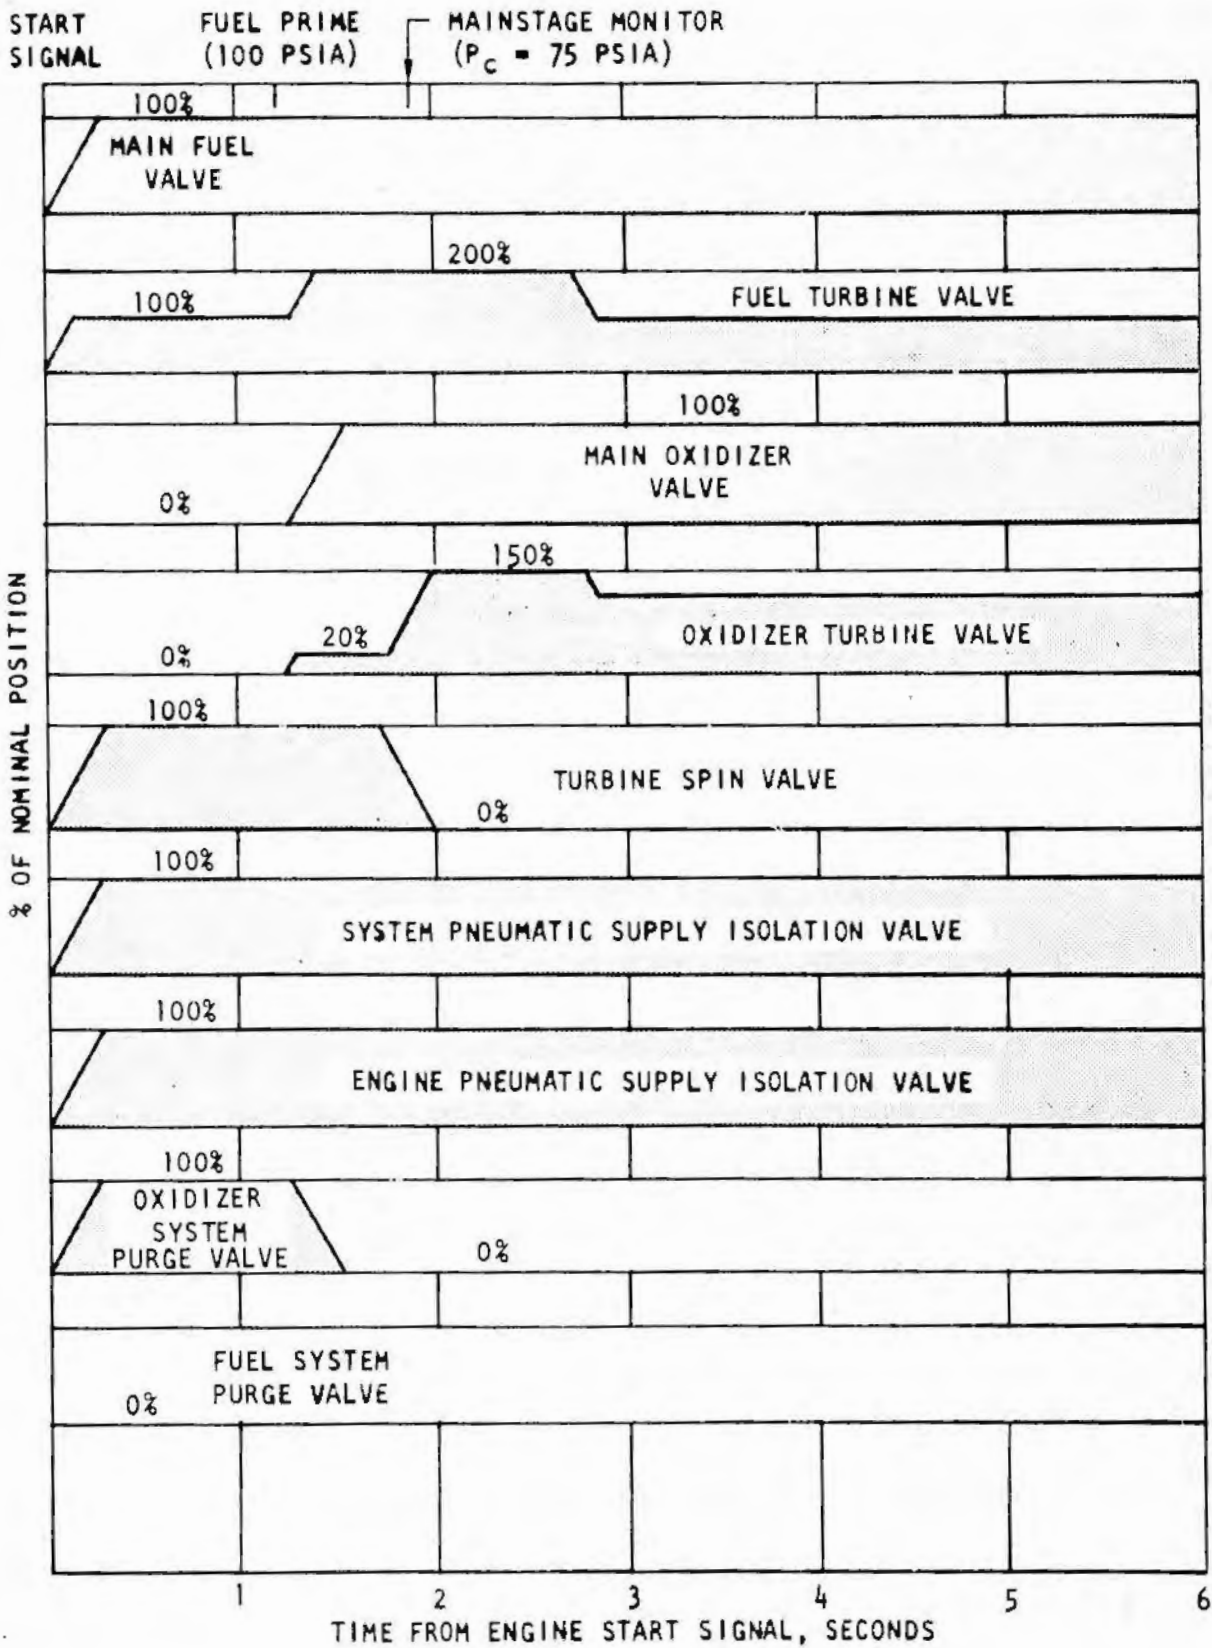 START
SIGNAL
FUEL PRIME
(100 PSIA)
MAINSTAGE MONITOR
(Pc = 75 PSIA)
100%
MAIN FUEL
VALVE
200%
100%
FUEL TURBINE VALVE
100%
MAIN OXIDIZER
VALVE
0%
150%
20%
0%
OXIDIZER TURBINE VALVE
100%
TURBINE SPIN VALVE
0%
100%
SYSTEM PNEUMATIC SUPPLY ISOLATION VALVE
100%
ENGINE PNEUMATIC SUPPLY ISOLATION VALVE
100%
OXIDIZER
SYSTEM
PURGE VALVE
0%
FUEL SYSTEM
PURGE VALVE
0%
% OF NOMINAL POSITION
1 2 3 4 5 6
TIME FROM ENGINE START SIGNAL, SECONDS